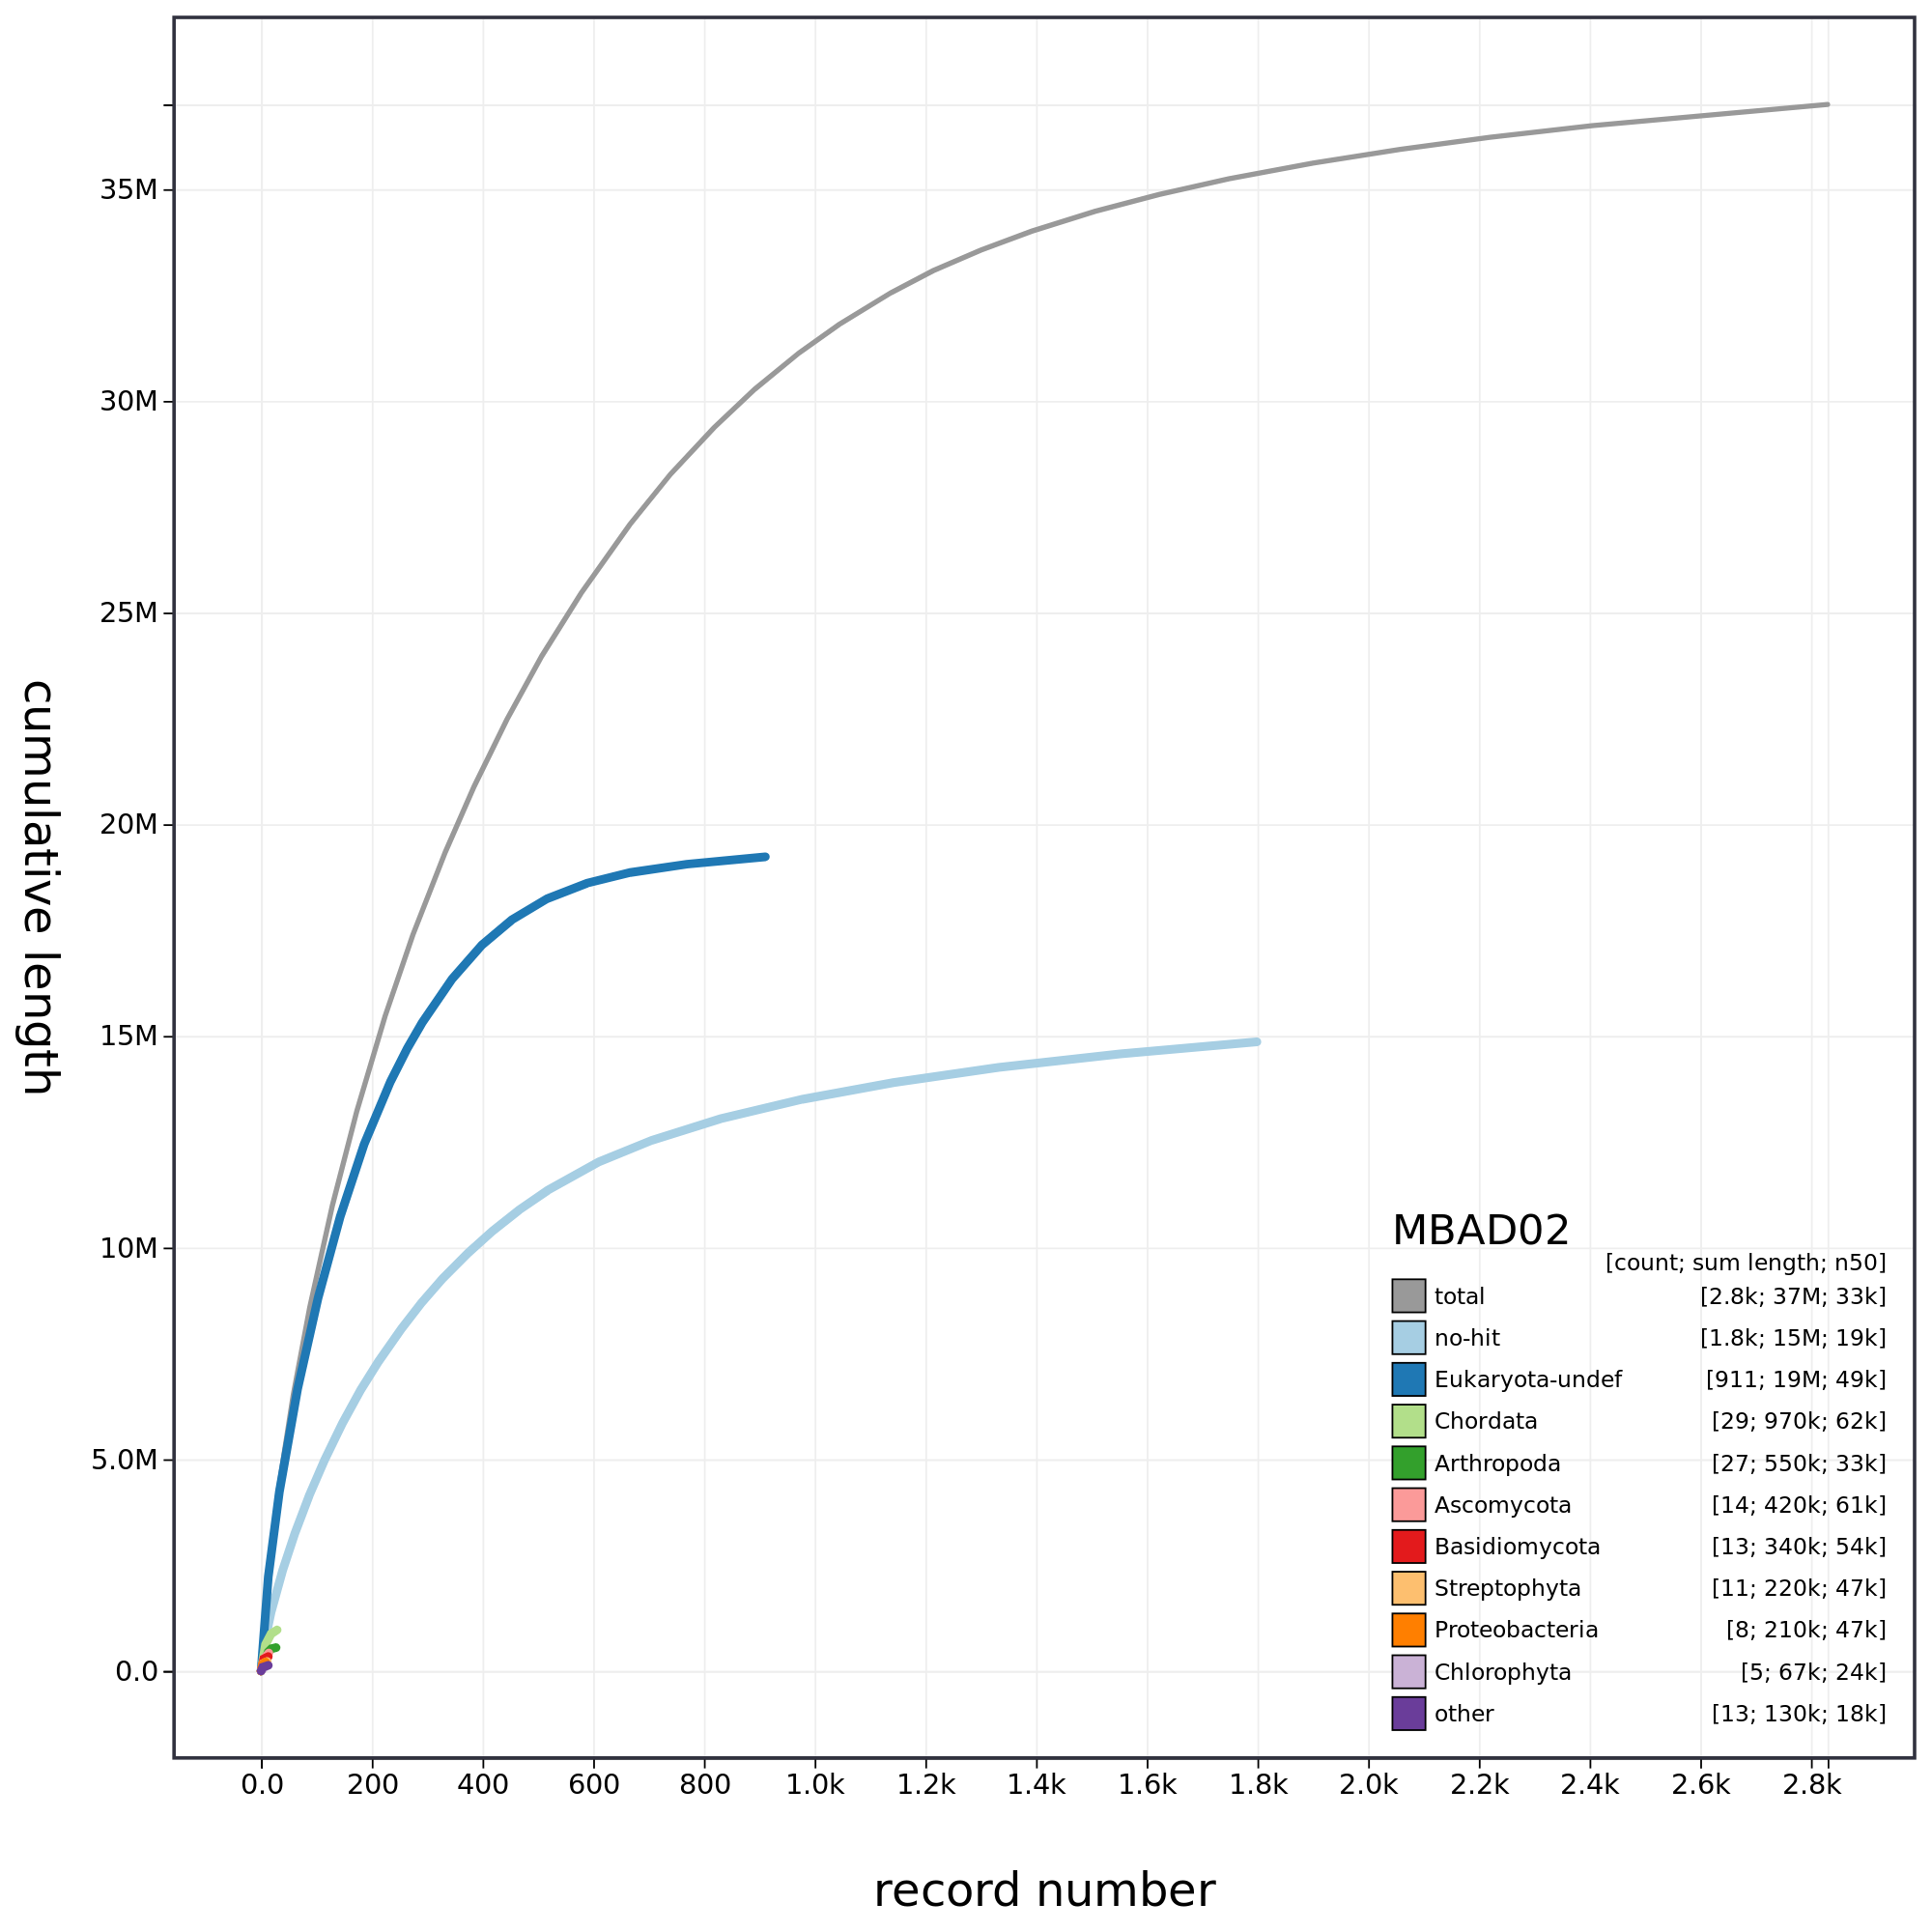 35M
30M
25M
20M
15M
10M
5.0M
0.0
cumulative length
MBAD02
[count; sum length; n50]
total [2.8k; 37M; 33k]
no-hit [1.8k; 15M; 19k]
Eukaryota-undef [911; 19M; 49k]
Chordata [29; 970k; 62k]
Arthropoda [27; 550k; 33k]
Ascomycota [14; 420k; 61k]
Basidiomycota [13; 340k; 54k]
Streptophyta [11; 220k; 47k]
Proteobacteria [8; 210k; 47k]
Chlorophyta [5; 67k; 24k]
other [13; 130k; 18k]
0.0 200 400 600 800 1.0k 1.2k 1.4k 1.6k 1.8k 2.0k 2.2k 2.4k 2.6k 2.8k
record number